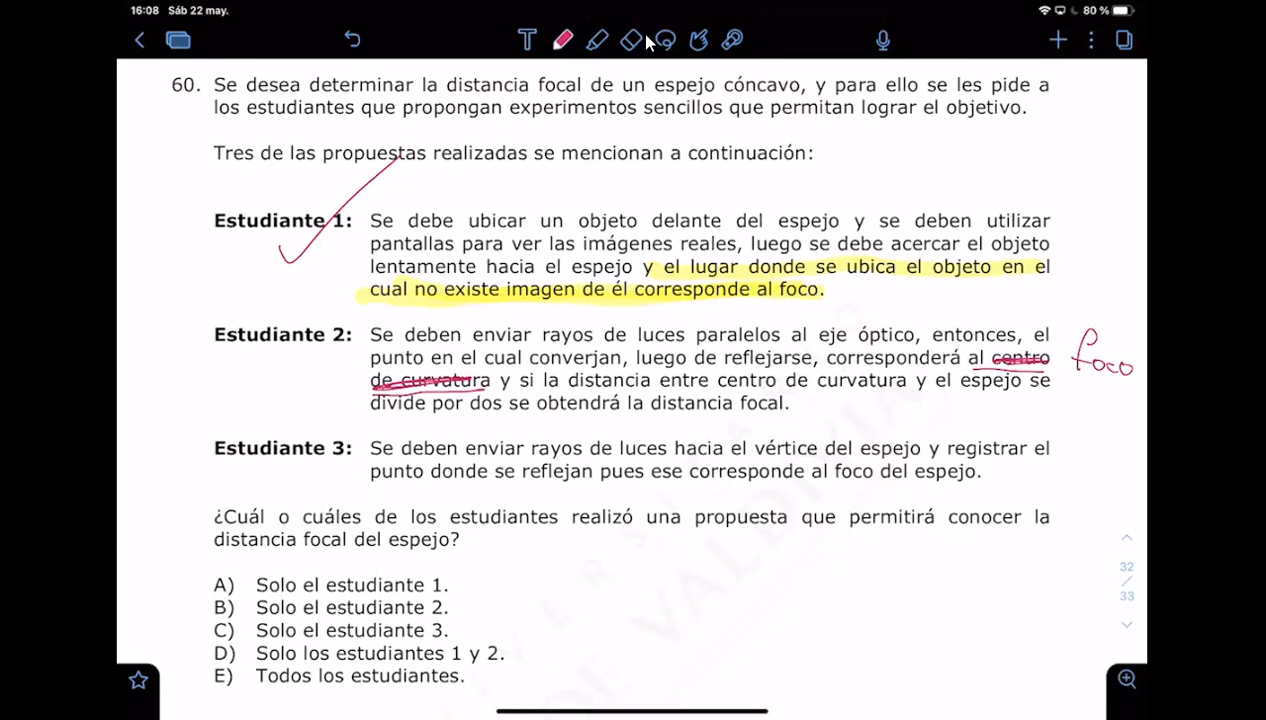 16:08 Sáb 22 may.
80 %
60. Se desea determinar la distancia focal de un espejo cóncavo, y para ello se les pide a
los estudiantes que propongan experimentos sencillos que permitan lograr el objetivo.
Tres de las propuestas realizadas se mencionan a continuación:
Estudiante 1: Se debe ubicar un objeto delante del espejo y se deben utilizar
pantallas para ver las imágenes reales, luego se debe acercar el objeto
lentamente hacia el espejo y el lugar donde se ubica el objeto en el
cual no existe imagen de él corresponde al foco.
Estudiante 2: Se deben enviar rayos de luces paralelos al eje óptico, entonces, el
punto en el cual converjan, luego de reflejarse, corresponderá al centro
foco
de curvatura y si la distancia entre centro de curvatura y el espejo se
divide por dos se obtendrá la distancia focal.
Estudiante 3: Se deben enviar rayos de luces hacia el vértice del espejo y registrar el
punto donde se reflejan pues ese corresponde al foco del espejo.
¿Cuál o cuáles de los estudiantes realizó una propuesta que permitirá conocer la
distancia focal del espejo?
A) Solo el estudiante 1.
B) Solo el estudiante 2.
C) Solo el estudiante 3.
D) Solo los estudiantes 1 y 2.
E) Todos los estudiantes.
32
/
33